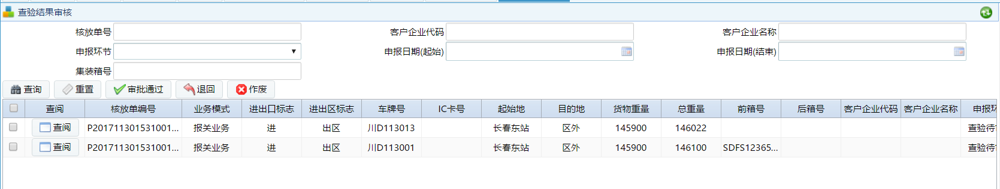 查验结果审核
核放单号 客户企业代码 客户企业名称
申报环节 申报日期(起始) 申报日期(结束)
集装箱号
查询 重置 审批通过 退回 作废
查阅 核放单编号 业务模式 进出口标志 进出区标志 车牌号 IC卡号 起始地 目的地 货物重量 总重量 前箱号 后箱号 客户企业代码 客户企业名称 申报环
查阅 P201711301531001... 报关业务 进 出区 川D113013 长春东站 区外 145900 146022 查验待
查阅 P201711301531001... 报关业务 进 出区 川D113001 长春东站 区外 145900 146100 SDFS12365... 查验待